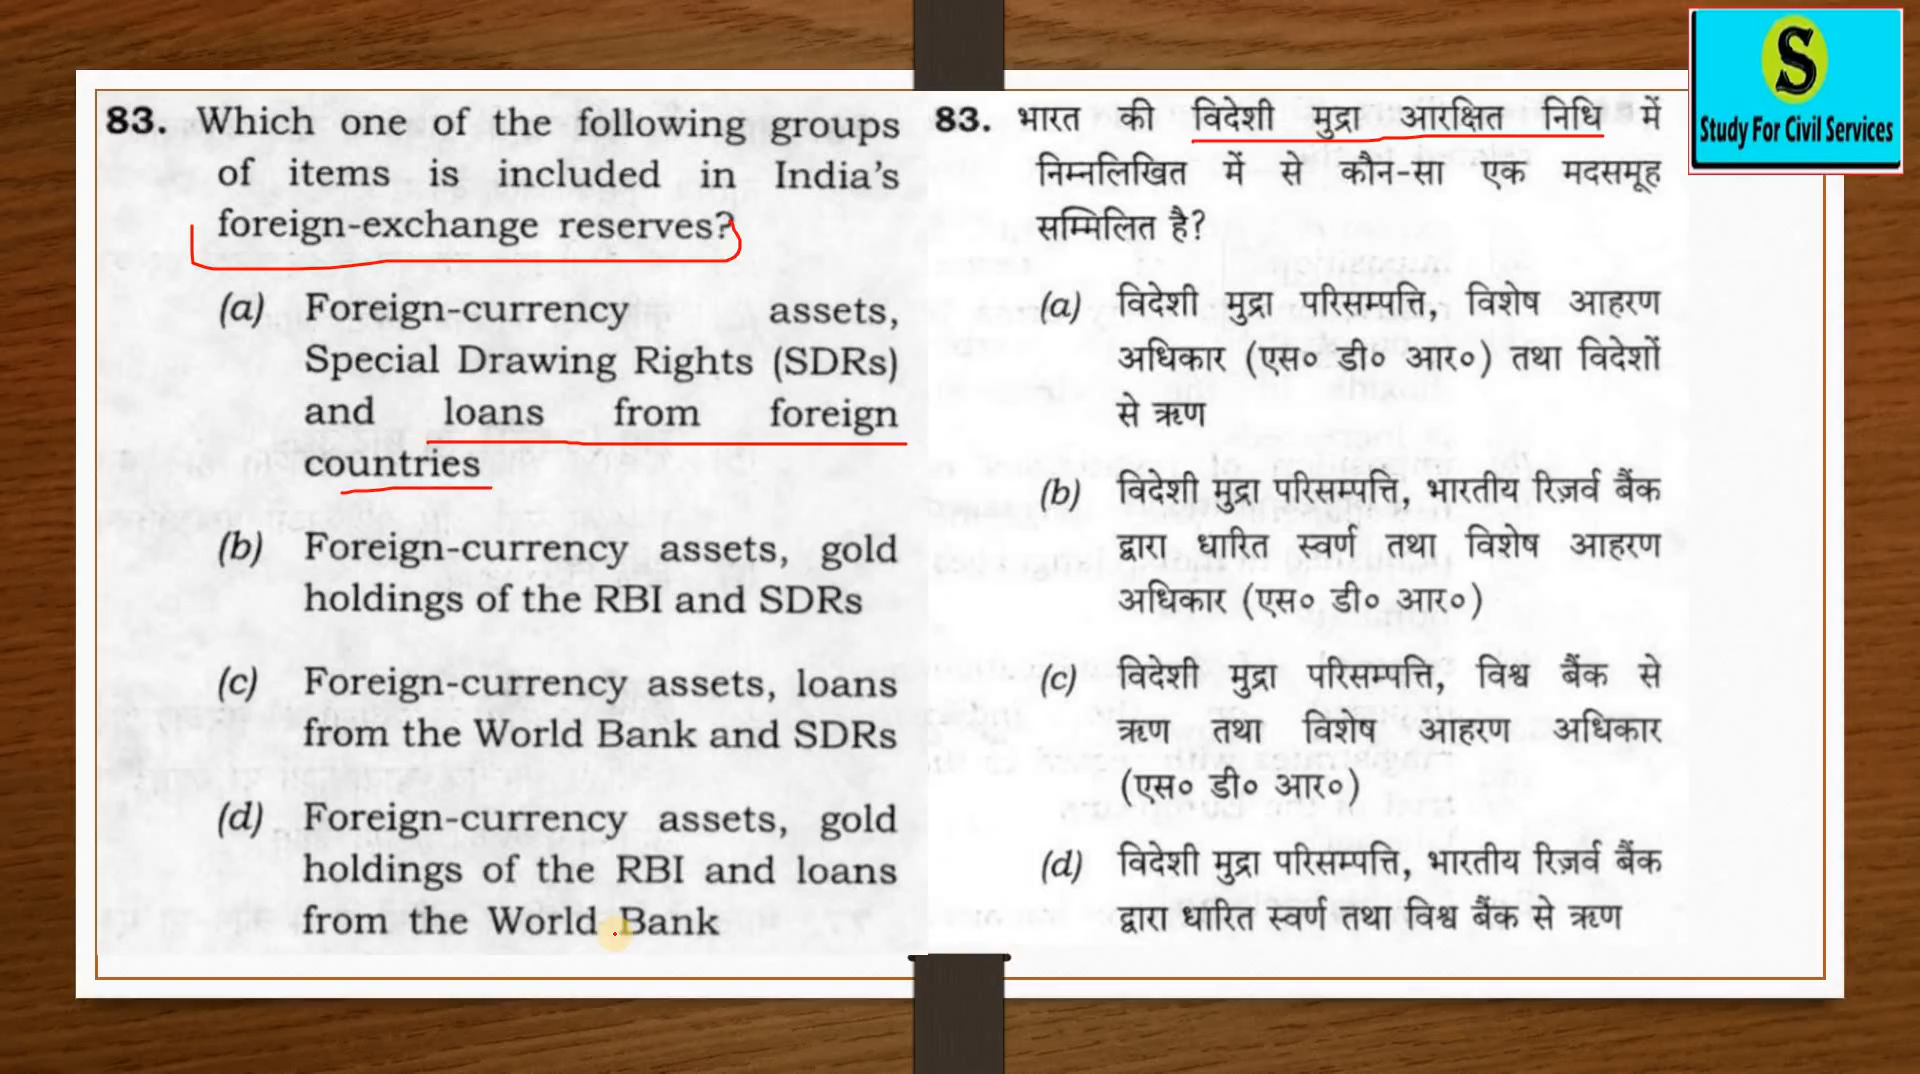 83. Which one of the following groups
of items is included in India's
foreign-exchange reserves?
(a) Foreign-currency assets,
Special Drawing Rights (SDRs)
and loans from foreign
countries
(b) Foreign-currency assets, gold
holdings of the RBI and SDRs
(c) Foreign-currency assets, loans
from the World Bank and SDRs
(d) Foreign-currency assets, gold
holdings of the RBI and loans
from the World Bank
83. भारत की विदेशी मुद्रा आरक्षित निधि में
निम्नलिखित में से कौन-सा एक मदसमूह
सम्मिलित है?
(a) विदेशी मुद्रा परिसम्पत्ति, विशेष आहरण
अधिकार (एस० डी० आर०) तथा विदेशों
से ऋण
(b) विदेशी मुद्रा परिसम्पत्ति, भारतीय रिज़र्व बैंक
द्वारा धारित स्वर्ण तथा विशेष आहरण
अधिकार (एस० डी० आर०)
(c) विदेशी मुद्रा परिसम्पत्ति, विश्व बैंक से
ऋण तथा विशेष आहरण अधिकार
(एस० डी० आर०)
(d) विदेशी मुद्रा परिसम्पत्ति, भारतीय रिज़र्व बैंक
द्वारा धारित स्वर्ण तथा विश्व बैंक से ऋण
S
Study For Civil Services